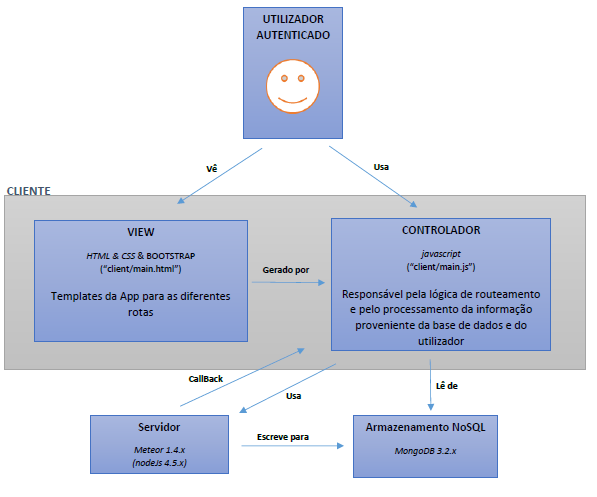 UTILIZADOR
AUTENTICADO
Vê
Usa
CLIENTE
VIEW
HTML & CSS & BOOTSTRAP
("client/main.html")
Templates da App para as diferentes
rotas
Gerado por
CONTROLADOR
javascript
("client/main.js")
Responsável pela lógica de routeamento
e pelo processamento da informação
proveniente da base de dados e do
utilizador
CallBack
Usa
Lê de
Servidor
Meteor 1.4.x
(nodeJs 4.5.x)
Escreve para
Armazenamento NoSQL
MongoDB 3.2.x